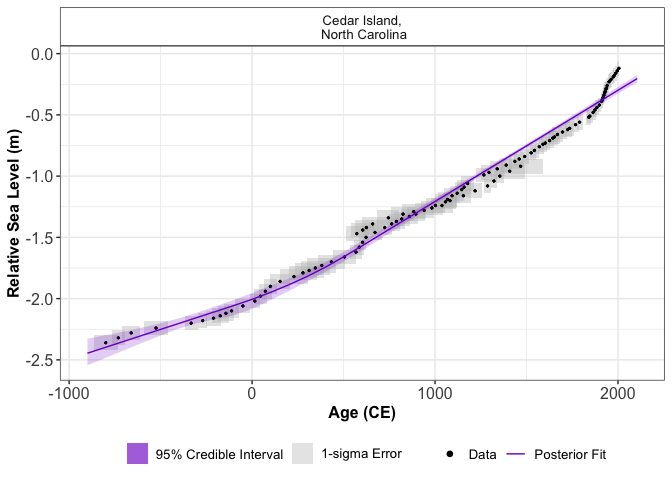 Cedar Island,
North Carolina
0.0
-0.5
-1.0
-1.5
-2.0
-2.5
Relative Sea Level (m)
-1000 0 1000 2000
Age (CE)
95% Credible Interval 1-sigma Error Data Posterior Fit